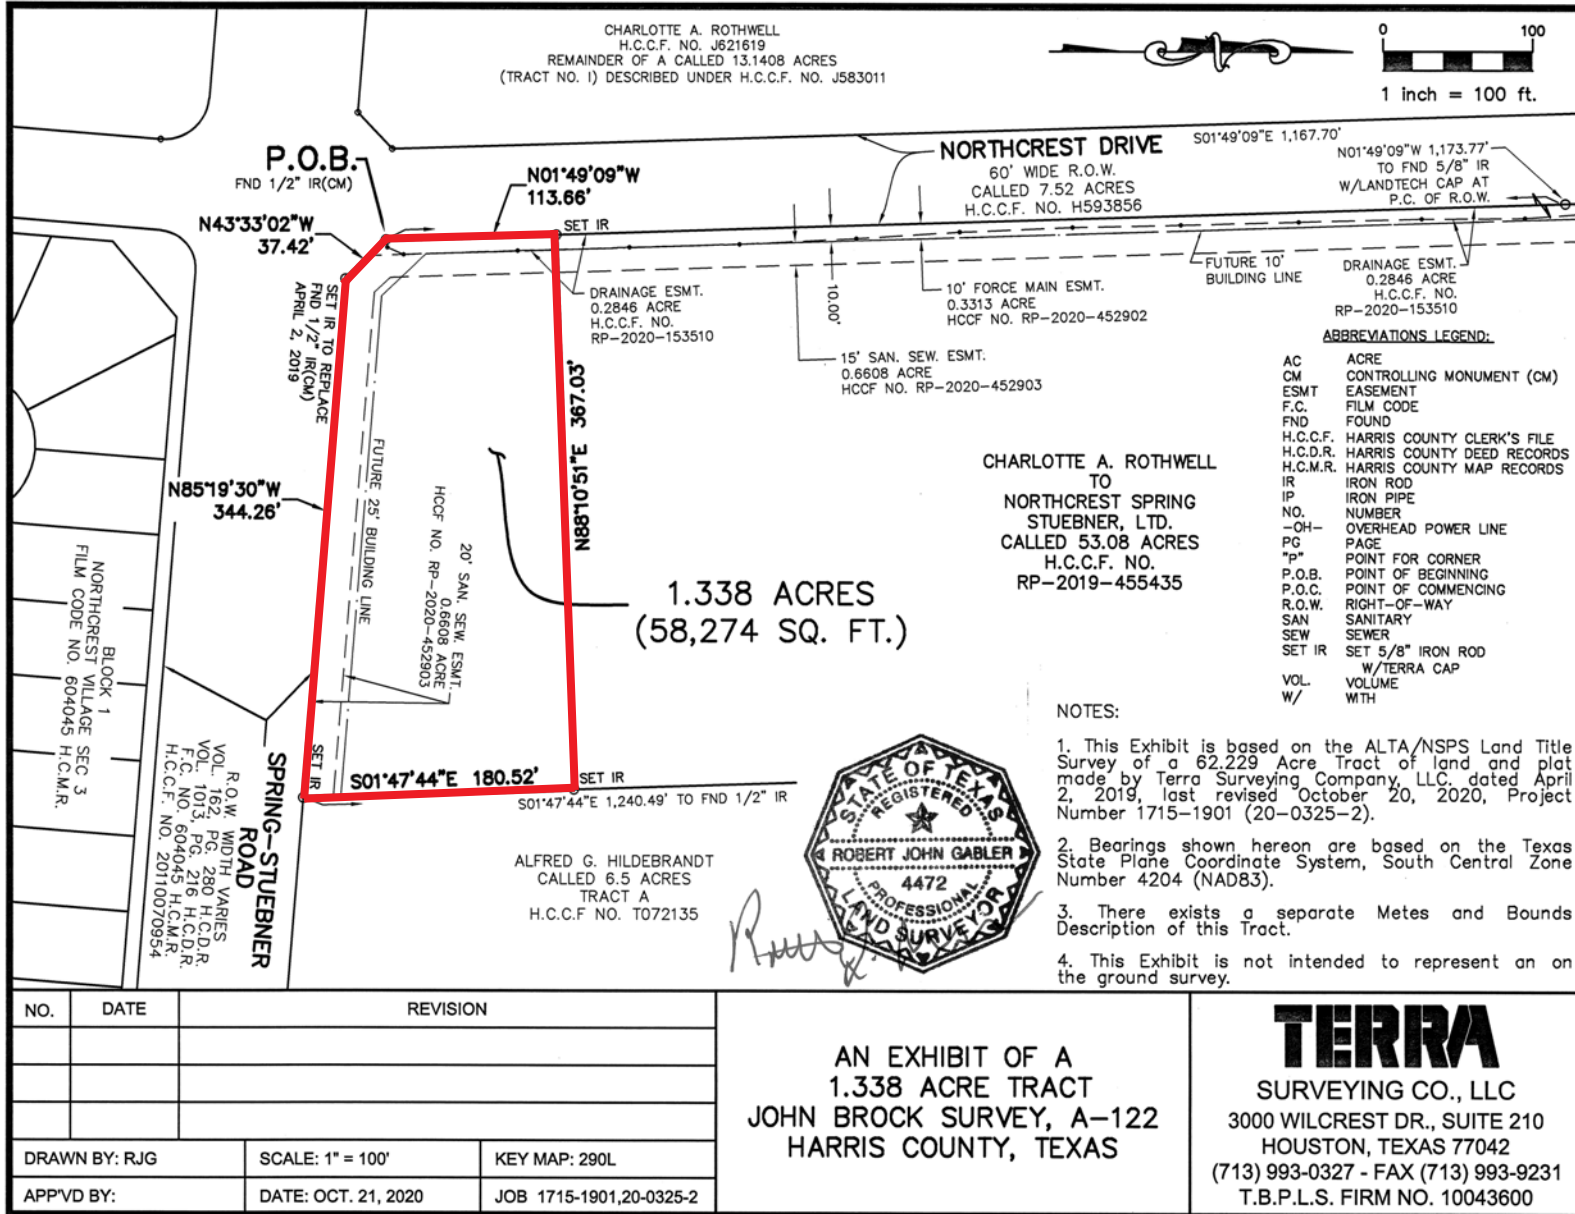 CHARLOTTE A. ROTHWELL
H.C.C.F. NO. J621619
REMAINDER OF A CALLED 13.1408 ACRES
(TRACT NO. I) DESCRIBED UNDER H.C.C.F. NO. J583011
0 100
1 inch = 100 ft.
P.O.B.
FND 1/2" IR(CM)
N01°49'09"W
113.66'
N43°33'02"W
37.42'
SET IR
NORTHCREST DRIVE
60' WIDE R.O.W.
CALLED 7.52 ACRES
H.C.C.F. NO. H593856
S01°49'09"E 1,167.70'
N01°49'09"W 1,173.77'
TO FND 5/8" IR
W/LANDTECH CAP AT
P.C. OF R.O.W.
SET IR TO REPLACE
FND 1/2" IR(CM)
APRIL 2, 2019
DRAINAGE ESMT.
0.2846 ACRE
H.C.C.F. NO.
RP-2020-153510
10.00'
10' FORCE MAIN ESMT.
0.3313 ACRE
HCCF NO. RP-2020-452902
FUTURE 10'
BUILDING LINE
DRAINAGE ESMT.
0.2846 ACRE
H.C.C.F. NO.
RP-2020-153510
15' SAN. SEW. ESMT.
0.6608 ACRE
HCCF NO. RP-2020-452903
N88°10'51"E 367.03'
FUTURE 25' BUILDING LINE
N85°19'30"W
344.26'
20' SAN. SEW. ESMT.
0.6608 ACRE
HCCF NO. RP-2020-452903
1.338 ACRES
(58,274 SQ. FT.)
CHARLOTTE A. ROTHWELL
TO
NORTHCREST SPRING
STUEBNER, LTD.
CALLED 53.08 ACRES
H.C.C.F. NO.
RP-2019-455435
ABBREVIATIONS LEGEND:
AC ACRE
CM CONTROLLING MONUMENT (CM)
ESMT EASEMENT
F.C. FILM CODE
FND FOUND
H.C.C.F. HARRIS COUNTY CLERK'S FILE
H.C.D.R. HARRIS COUNTY DEED RECORDS
H.C.M.R. HARRIS COUNTY MAP RECORDS
IR IRON ROD
IP IRON PIPE
NO. NUMBER
-OH- OVERHEAD POWER LINE
PG PAGE
"P" POINT FOR CORNER
P.O.B. POINT OF BEGINNING
P.O.C. POINT OF COMMENCING
R.O.W. RIGHT-OF-WAY
SAN SANITARY
SEW SEWER
SET IR SET 5/8" IRON ROD
W/TERRA CAP
VOL. VOLUME
W/ WITH
BLOCK 1
NORTHCREST VILLAGE SEC 3
FILM CODE NO. 604045 H.C.M.R.
SPRING-STUEBNER
ROAD
R.O.W. WIDTH VARIES
VOL. 162, PG. 280 H.C.D.R.
VOL. 1013, PG. 216 H.C.D.R.
F.C. NO. 604045 H.C.M.R.
H.C.C.F. NO. 20110070954
SET IR
S01°47'44"E 180.52'
SET IR
S01°47'44"E 1,240.49' TO FND 1/2" IR
ALFRED G. HILDEBRANDT
CALLED 6.5 ACRES
TRACT A
H.C.C.F NO. T072135
STATE OF TEXAS
REGISTERED
ROBERT JOHN GABLER
4472
PROFESSIONAL
LAND SURVEYOR
NOTES:
1. This Exhibit is based on the ALTA/NSPS Land Title
Survey of a 62.229 Acre Tract of land and plat
made by Terra Surveying Company, LLC. dated April
2, 2019, last revised October 20, 2020, Project
Number 1715-1901 (20-0325-2).
2. Bearings shown hereon are based on the Texas
State Plane Coordinate System, South Central Zone
Number 4204 (NAD83).
3. There exists a separate Metes and Bounds
Description of this Tract.
4. This Exhibit is not intended to represent an on
the ground survey.
NO. DATE REVISION
DRAWN BY: RJG SCALE: 1" = 100' KEY MAP: 290L
APP'VD BY: DATE: OCT. 21, 2020 JOB 1715-1901,20-0325-2
AN EXHIBIT OF A
1.338 ACRE TRACT
JOHN BROCK SURVEY, A-122
HARRIS COUNTY, TEXAS
TERRA
SURVEYING CO., LLC
3000 WILCREST DR., SUITE 210
HOUSTON, TEXAS 77042
(713) 993-0327 - FAX (713) 993-9231
T.B.P.L.S. FIRM NO. 10043600